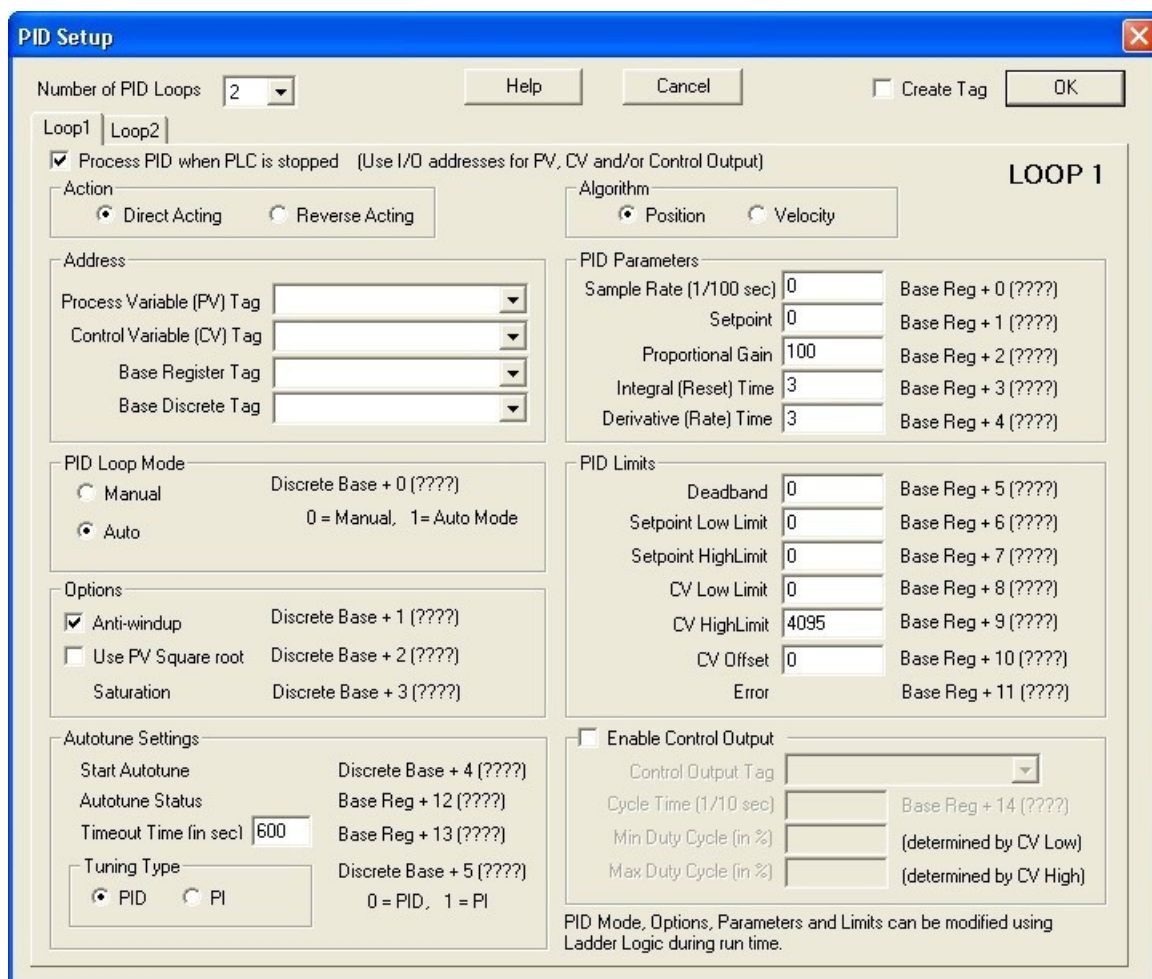 PID Setup
Number of PID Loops 2 Help Cancel Create Tag OK
Loop1 Loop2
Process PID when PLC is stopped (Use I/O addresses for PV, CV and/or Control Output)
LOOP 1
Action
Direct Acting Reverse Acting
Algorithm
Position Velocity
Address
Process Variable (PV) Tag
Control Variable (CV) Tag
Base Register Tag
Base Discrete Tag
PID Parameters
Sample Rate (1/100 sec) 0 Base Reg + 0 (????)
Setpoint 0 Base Reg + 1 (????)
Proportional Gain 100 Base Reg + 2 (????)
Integral (Reset) Time 3 Base Reg + 3 (????)
Derivative (Rate) Time 3 Base Reg + 4 (????)
PID Loop Mode
Manual Discrete Base + 0 (????)
0 = Manual, 1= Auto Mode
Auto
PID Limits
Deadband 0 Base Reg + 5 (????)
Setpoint Low Limit 0 Base Reg + 6 (????)
Setpoint HighLimit 0 Base Reg + 7 (????)
CV Low Limit 0 Base Reg + 8 (????)
CV HighLimit 4095 Base Reg + 9 (????)
CV Offset 0 Base Reg + 10 (????)
Error Base Reg + 11 (????)
Options
Anti-windup Discrete Base + 1 (????)
Use PV Square root Discrete Base + 2 (????)
Saturation Discrete Base + 3 (????)
Autotune Settings
Start Autotune Discrete Base + 4 (????)
Autotune Status Base Reg + 12 (????)
Timeout Time (in sec) 600 Base Reg + 13 (????)
Tuning Type Discrete Base + 5 (????)
PID PI 0 = PID, 1 = PI
Enable Control Output
Control Output Tag
Cycle Time (1/10 sec) Base Reg + 14 (????)
Min Duty Cycle (in %) (determined by CV Low)
Max Duty Cycle (in %) (determined by CV High)
PID Mode, Options, Parameters and Limits can be modified using
Ladder Logic during run time.